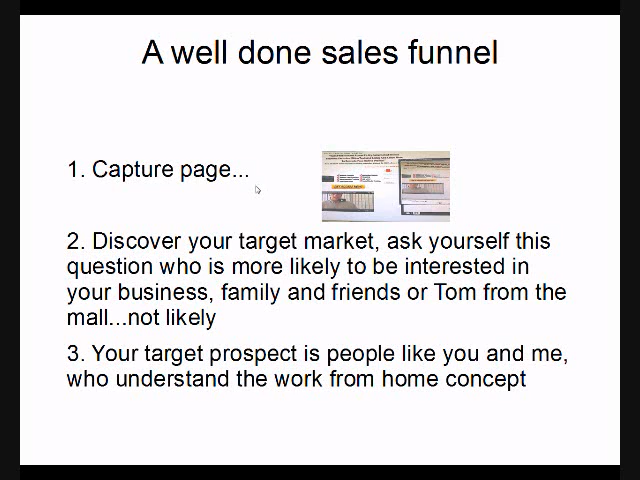 A well done sales funnel
1. Capture page...
2. Discover your target market, ask yourself this
question who is more likely to be interested in
your business, family and friends or Tom from the
mall...not likely
3. Your target prospect is people like you and me,
who understand the work from home concept